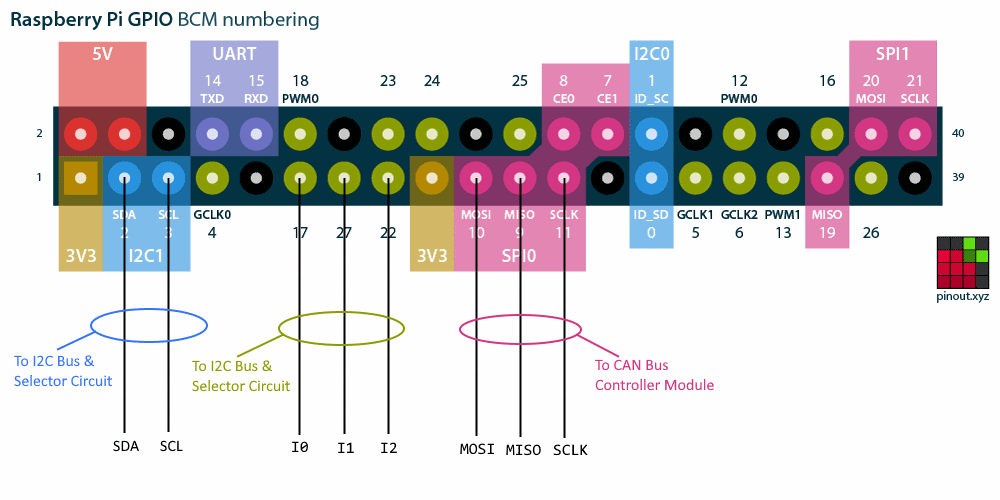 Raspberry Pi GPIO BCM numbering
5V
UART
I2C0
SPI1
14 15 18 23 24 25 8 7 1 12 16 20 21
TXD RXD PWM0 CE0 CE1 ID_SC PWM0 MOSI SCLK
2 40
1 39
SDA SCL GCLK0 MOSI MISO SCLK ID_SD GCLK1 GCLK2 PWM1 MISO
2 3 4 17 27 22 10 9 11 0 5 6 13 19 26
3V3 I2C1 3V3 SPI0
pinout.xyz
To I2C Bus &
Selector Circuit
To I2C Bus &
Selector Circuit
To CAN Bus
Controller Module
SDA SCL I0 I1 I2 MOSI MISO SCLK